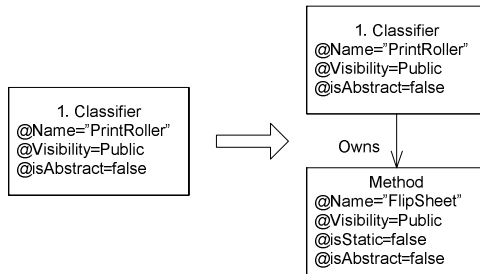 1. Classifier
@Name=”PrintRoller”
@Visibility=Public
@isAbstract=false
1. Classifier
@Name=”PrintRoller”
@Visibility=Public
@isAbstract=false
Owns
Method
@Name=”FlipSheet”
@Visibility=Public
@isStatic=false
@isAbstract=false